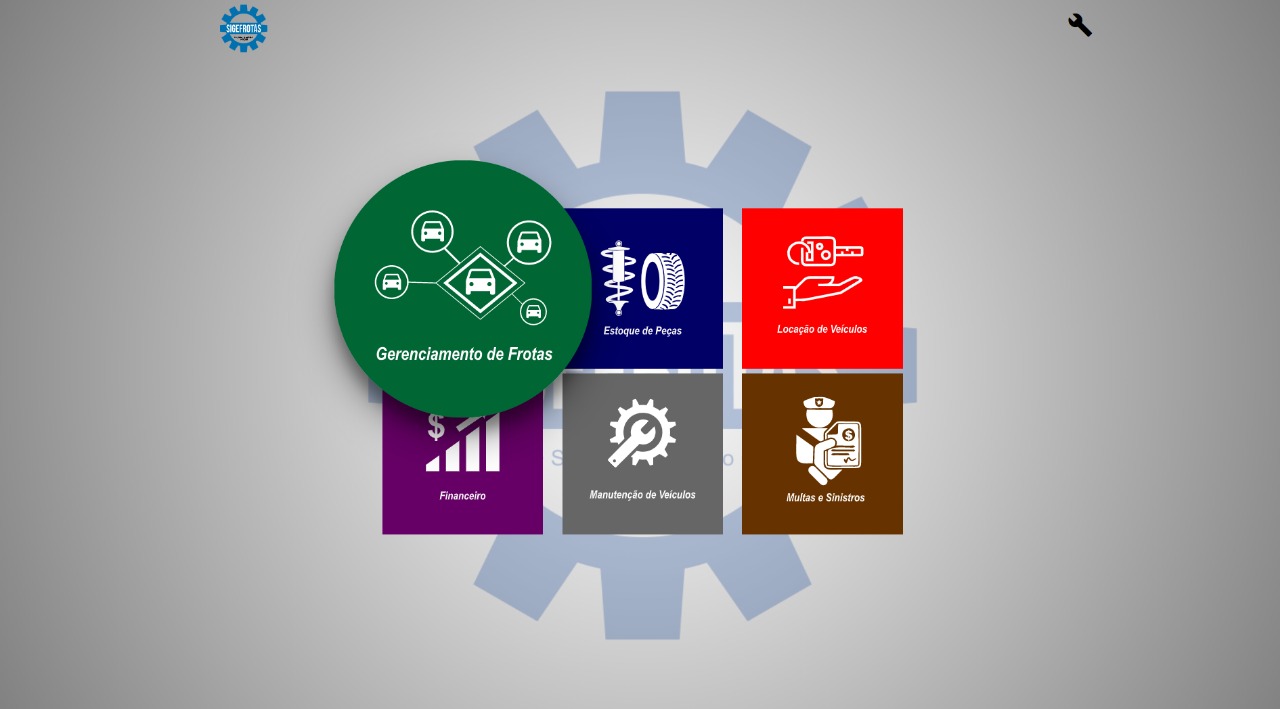 SIGEFROTAS
Gerenciamento de Frotas
Estoque de Peças
Locação de Veículos
$
Financeiro
Manutenção de Veículos
$
Multas e Sinistros